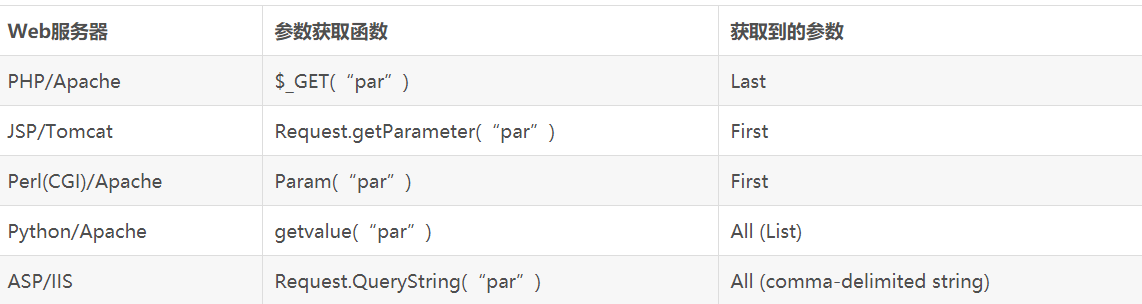 Web服务器 参数获取函数 获取到的参数
PHP/Apache $_GET(“par”) Last
JSP/Tomcat Request.getParameter(“par”) First
Perl(CGI)/Apache Param(“par”) First
Python/Apache getvalue(“par”) All (List)
ASP/IIS Request.QueryString(“par”) All (comma-delimited string)